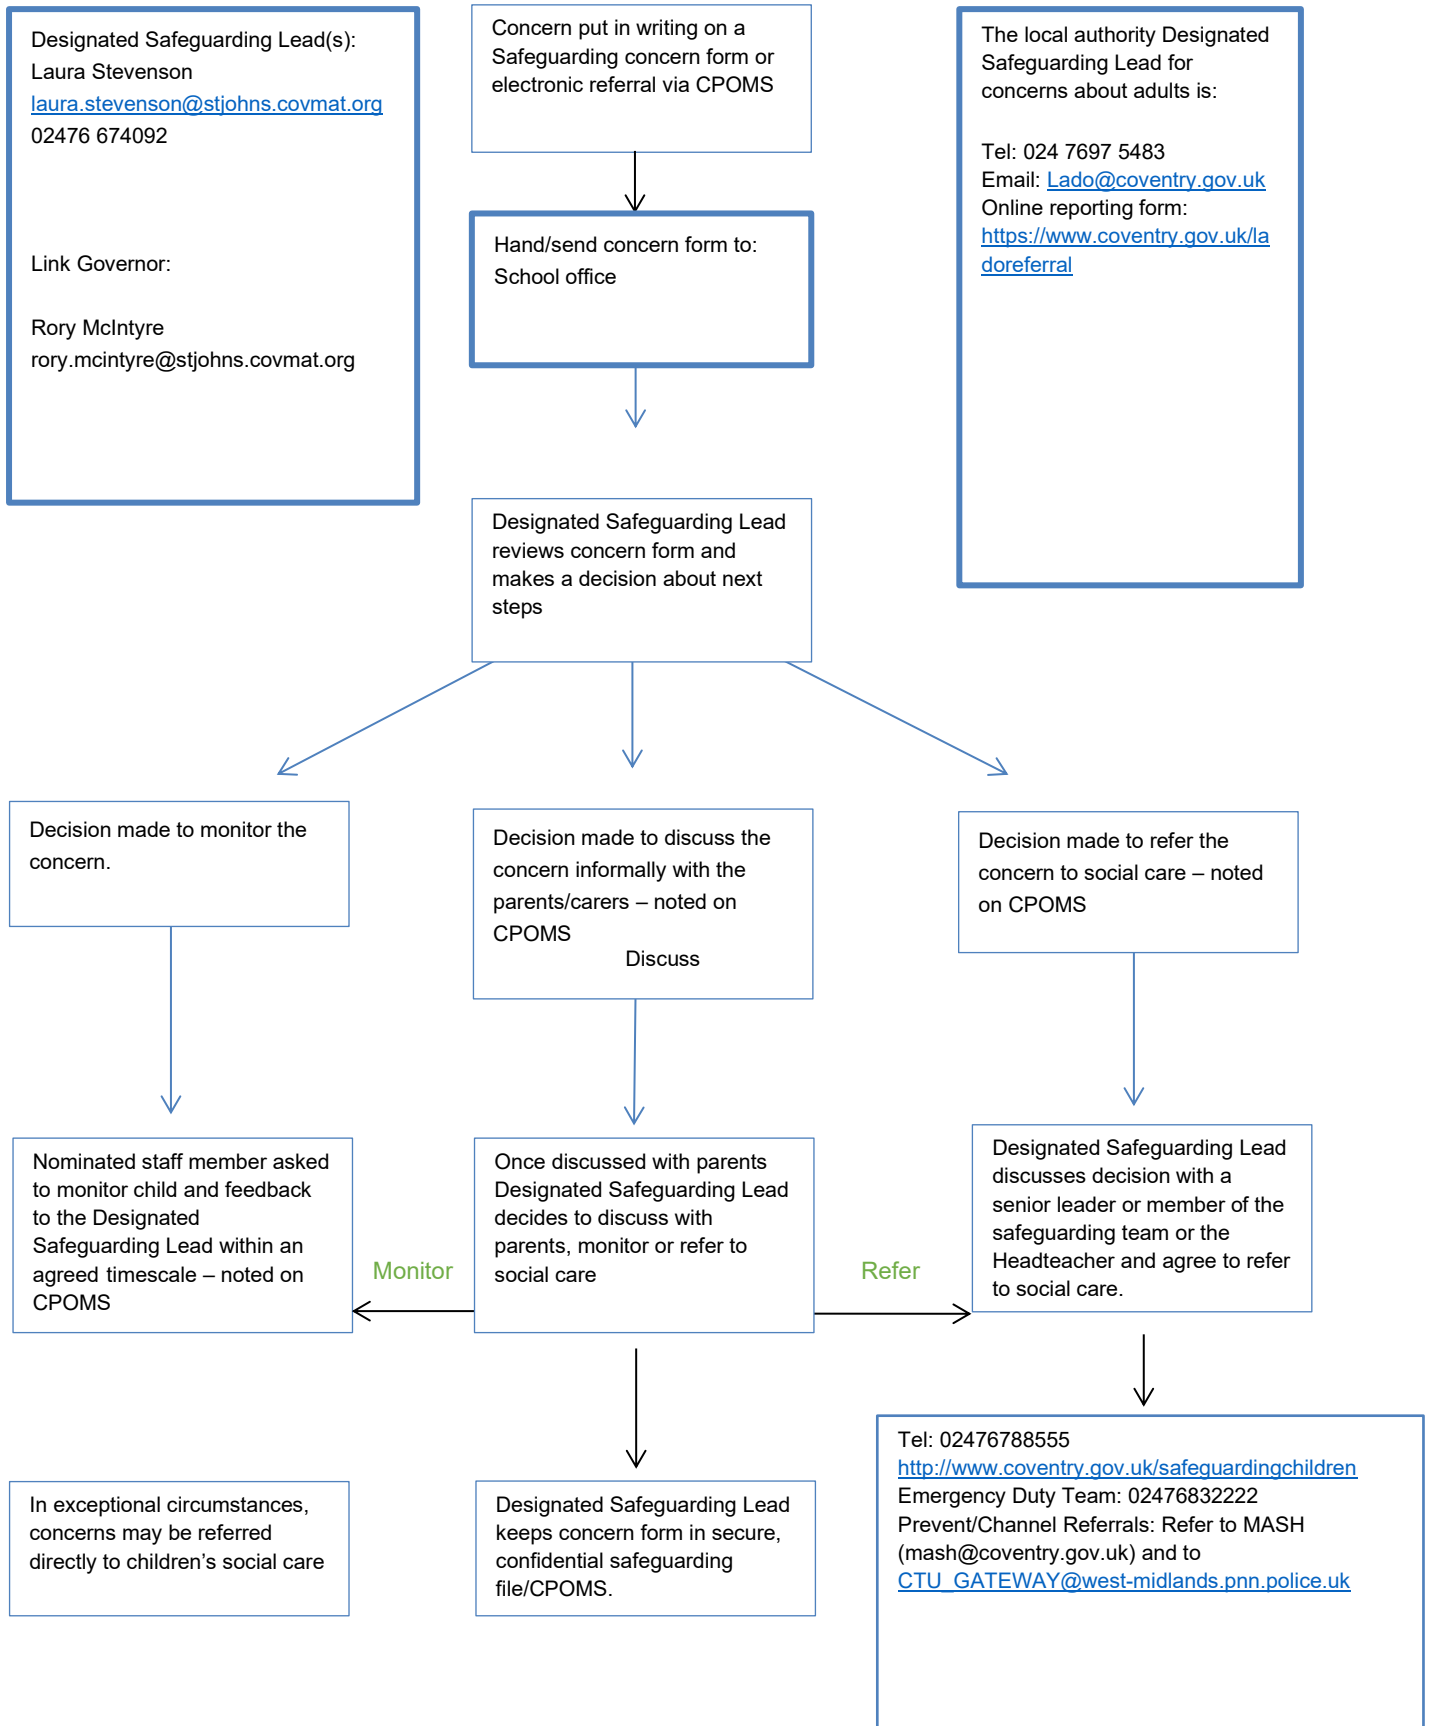 Designated Safeguarding Lead(s):
Laura Stevenson
laura.stevenson@stjohns.covmat.org
02476 674092
Link Governor:
Rory McIntyre
rory.mcintyre@stjohns.covmat.org
Concern put in writing on a
Safeguarding concern form or
electronic referral via CPOMS
Hand/send concern form to:
School office
The local authority Designated
Safeguarding Lead for
concerns about adults is:
Tel: 024 7697 5483
Email: Lado@coventry.gov.uk
Online reporting form:
https://www.coventry.gov.uk/la
doreferral
Designated Safeguarding Lead
reviews concern form and
makes a decision about next
steps
Decision made to monitor the
concern.
Decision made to discuss the
concern informally with the
parents/carers – noted on
CPOMS
Discuss
Decision made to refer the
concern to social care – noted
on CPOMS
Nominated staff member asked
to monitor child and feedback
to the Designated
Safeguarding Lead within an
agreed timescale – noted on
CPOMS
Monitor
Once discussed with parents
Designated Safeguarding Lead
decides to discuss with
parents, monitor or refer to
social care
Refer
Designated Safeguarding Lead
discusses decision with a
senior leader or member of the
safeguarding team or the
Headteacher and agree to refer
to social care.
In exceptional circumstances,
concerns may be referred
directly to children’s social care
Designated Safeguarding Lead
keeps concern form in secure,
confidential safeguarding
file/CPOMS.
Tel: 02476788555
http://www.coventry.gov.uk/safeguardingchildren
Emergency Duty Team: 02476832222
Prevent/Channel Referrals: Refer to MASH
(mash@coventry.gov.uk) and to
CTU_GATEWAY@west-midlands.pnn.police.uk